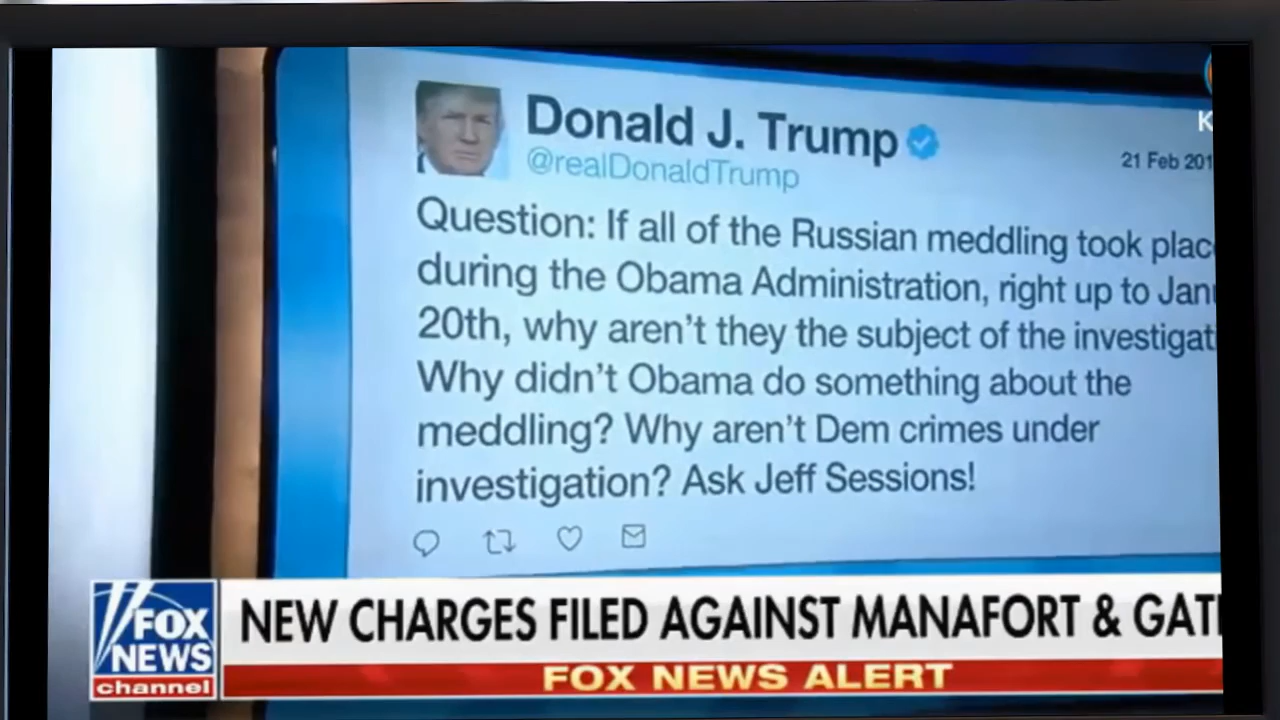 Donald J. Trump
@realDonaldTrump
K
21 Feb 201
Question: If all of the Russian meddling took plac
during the Obama Administration, right up to Jan
20th, why aren't they the subject of the investigat
Why didn't Obama do something about the
meddling? Why aren't Dem crimes under
investigation? Ask Jeff Sessions!
FOX
NEWS
channel
NEW CHARGES FILED AGAINST MANAFORT & GAT
FOX NEWS ALERT